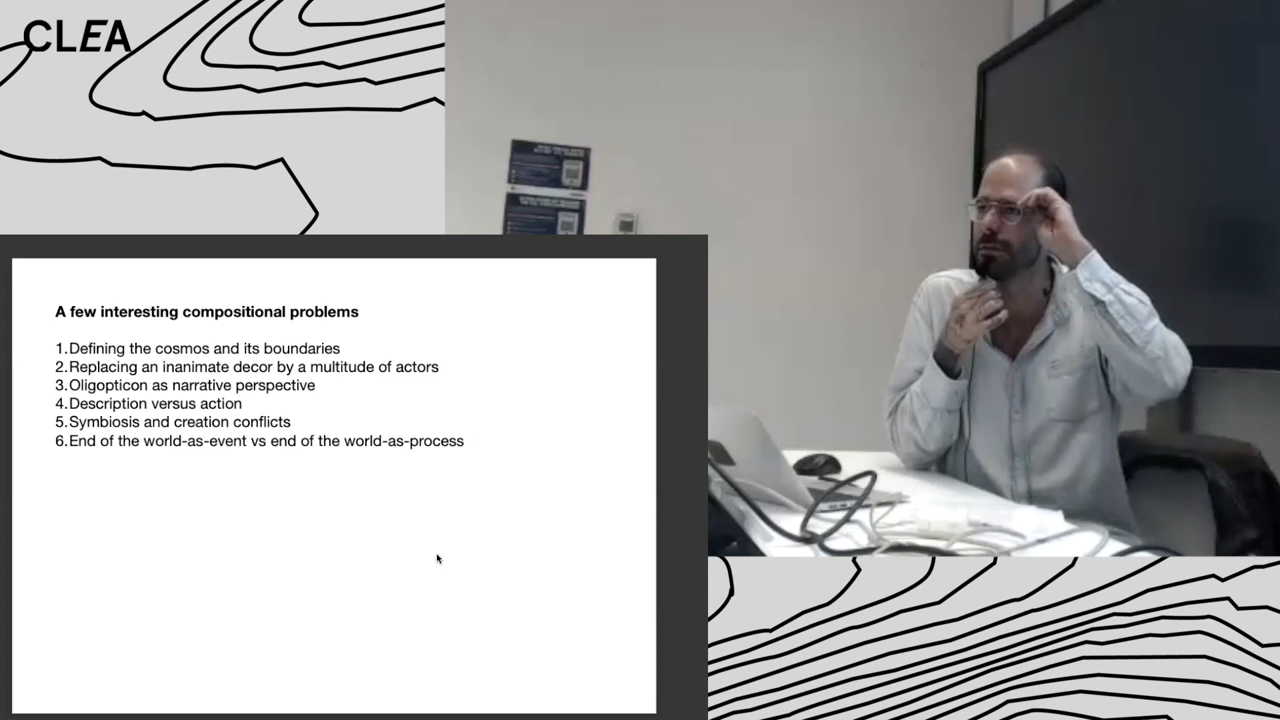 CLEA
A few interesting compositional problems
1.Defining the cosmos and its boundaries
2.Replacing an inanimate decor by a multitude of actors
3.Oligopticon as narrative perspective
4.Description versus action
5.Symbiosis and creation conflicts
6.End of the world-as-event vs end of the world-as-process